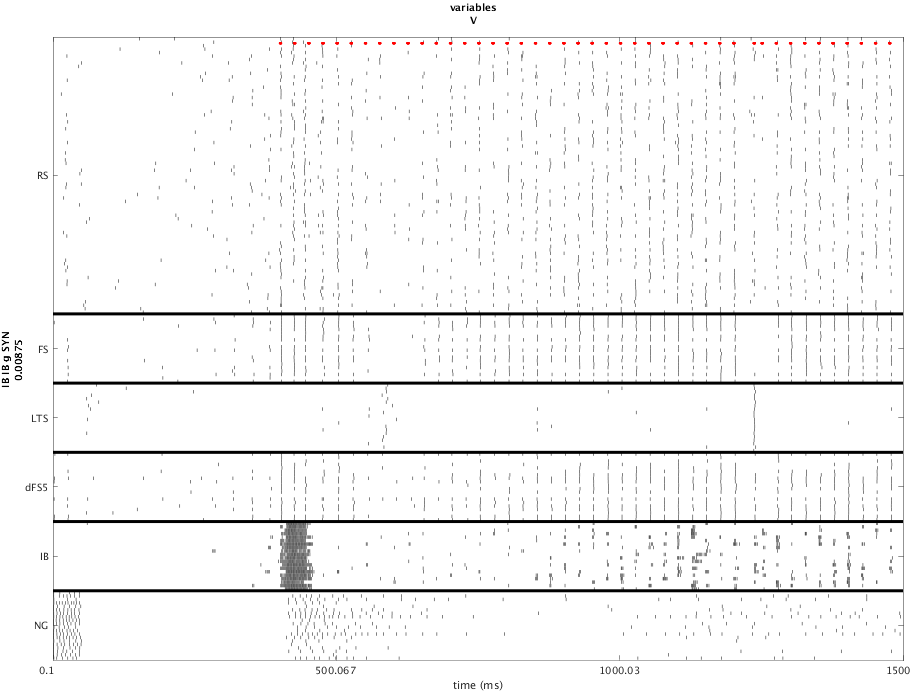 variables
V
RS
FS
LTS
dFS5
IB
NG
IB IB g SYN
0.00875
0.1
500.067
1000.03
1500
time (ms)